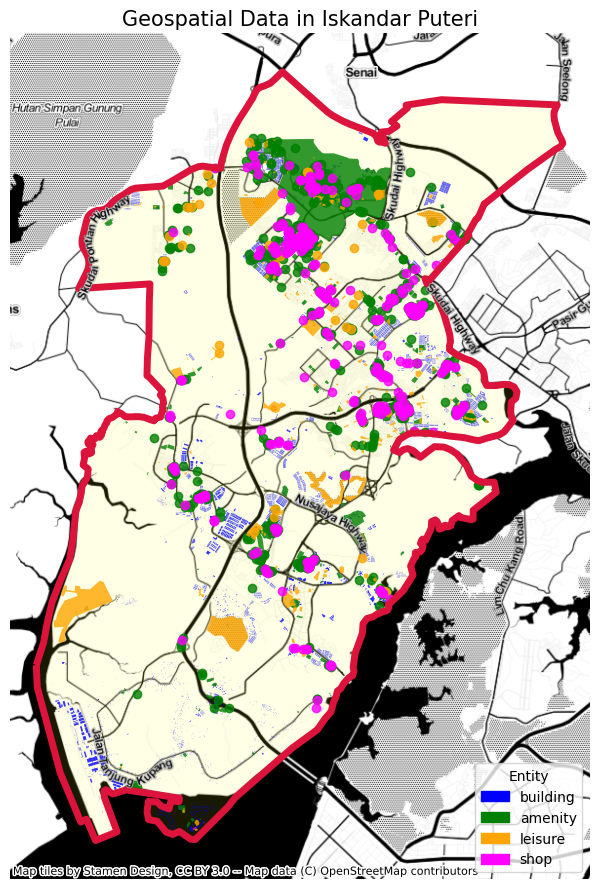 Geospatial Data in Iskandar Puteri
Senai
Jalan Seelong
Hutan Simpan Gunung
Pulai
Skudai Highway
Skudai Pontian Highway
Skudai Highway
Nusajaya Highway
Lim Chu Kang Road
Jalan Tanjung Kupang
Entity
building
amenity
leisure
shop
Map tiles by Stamen Design, CC BY 3.0 -- Map data (C) OpenStreetMap contributors